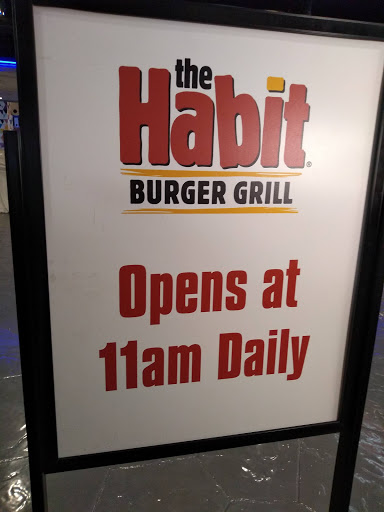 the
Habit®
BURGER GRILL
Opens at
11am Daily